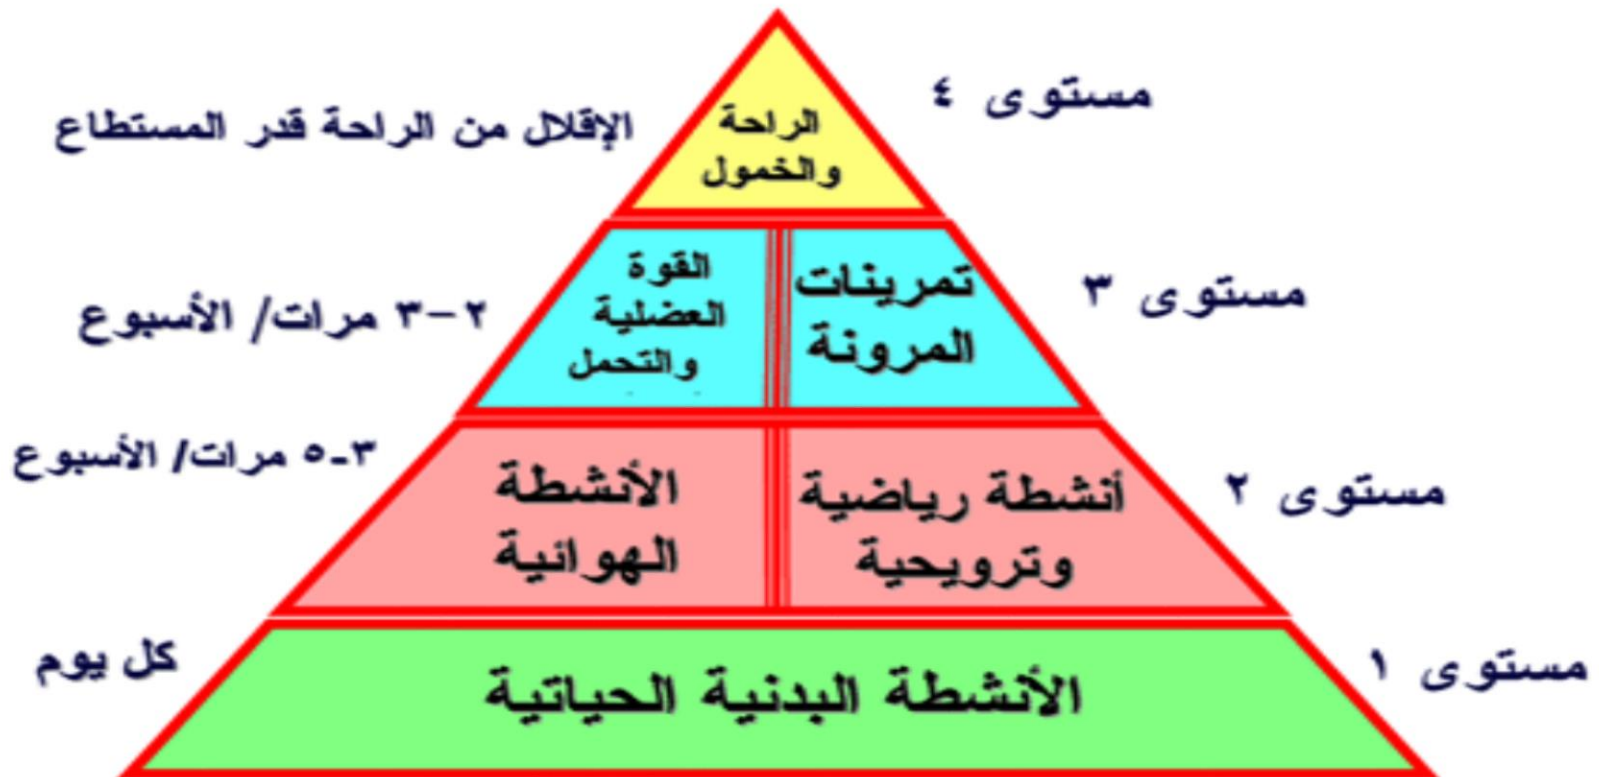 مستوى ٤
الراحة
والخمول
الإقلال من الراحة قدر المستطاع
مستوى ٣
تمرينات
المرونة
القوة
العضلية
والتحمل
٢-٣ مرات/ الأسبوع
مستوى ٢
أنشطة رياضية
وترويحية
الأنشطة
الهوائية
٣-٥ مرات/ الأسبوع
مستوى ١
الأنشطة البدنية الحياتية
كل يوم